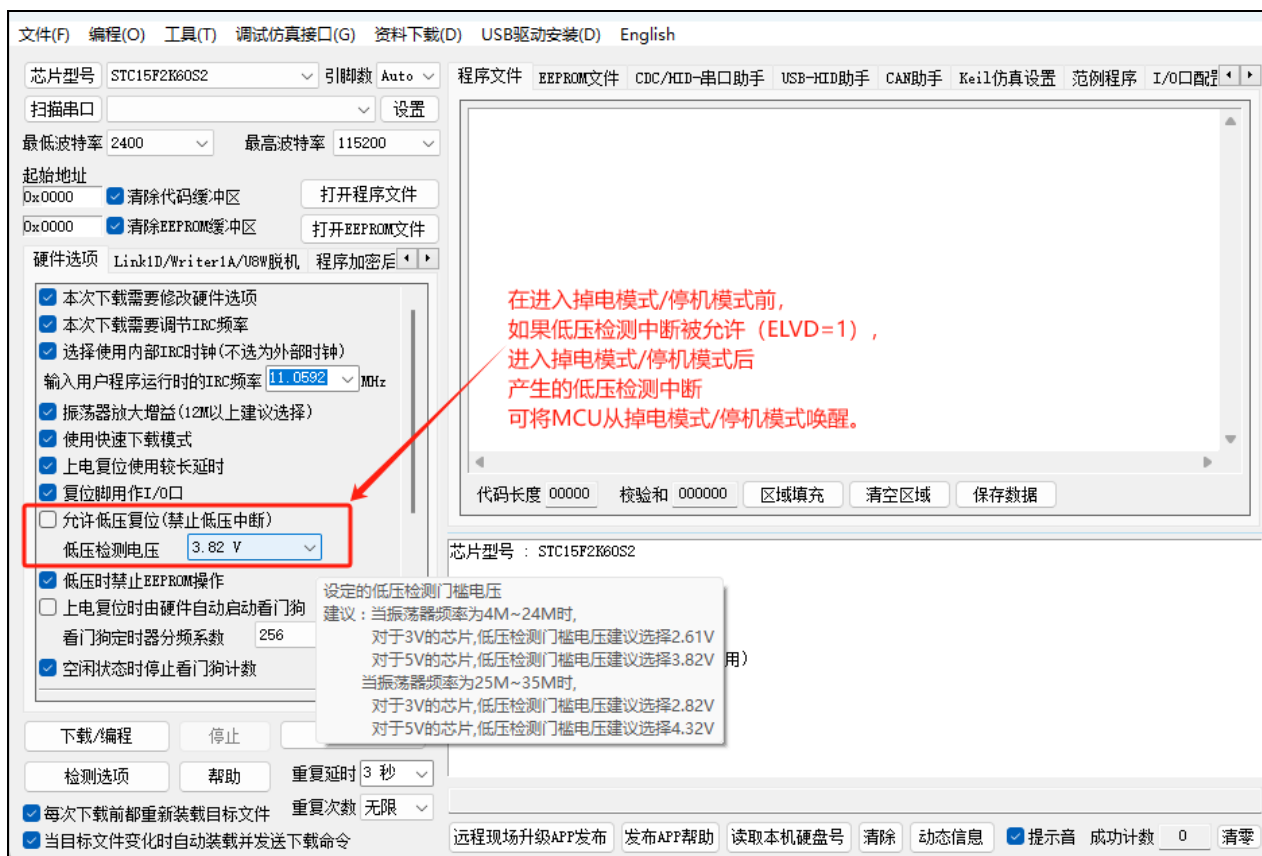 文件(F) 编程(O) 工具(T) 调试仿真接口(G) 资料下载(D) USB驱动安装(D) English
芯片型号 STC15F2K60S2 引脚数 Auto
扫描串口 设置
最低波特率 2400 最高波特率 115200
起始地址
0x0000 清除代码缓冲区 打开程序文件
0x0000 清除EEPROM缓冲区 打开EEPROM文件
硬件选项 Link1D/Writer1A/U8W脱机 程序加密后
本次下载需要修改硬件选项
本次下载需要调节IRC频率
选择使用内部IRC时钟(不选为外部时钟)
输入用户程序运行时的IRC频率 11.0592 MHz
振荡器放大增益(12M以上建议选择)
使用快速下载模式
上电复位使用较长延时
复位脚用作I/O口
允许低压复位(禁止低压中断)
低压检测电压 3.82 V
低压时禁止EEPROM操作
上电复位时由硬件自动启动看门狗
看门狗定时器分频系数 256
空闲状态时停止看门狗计数
设定的低压检测门槛电压
建议：当振荡器频率为4M~24M时,
对于3V的芯片,低压检测门槛电压建议选择2.61V
对于5V的芯片,低压检测门槛电压建议选择3.82V
当振荡器频率为25M~35M时,
对于3V的芯片,低压检测门槛电压建议选择2.82V
对于5V的芯片,低压检测门槛电压建议选择4.32V
下载/编程 停止
检测选项 帮助 重复延时 3 秒
每次下载前都重新装载目标文件 重复次数 无限
当目标文件变化时自动装载并发送下载命令
程序文件 EEPROM文件 CDC/HID-串口助手 USB-HID助手 CAN助手 Keil仿真设置 范例程序 I/O口配
在进入掉电模式/停机模式前，
如果低压检测中断被允许（ELVD=1），
进入掉电模式/停机模式后
产生的低压检测中断
可将MCU从掉电模式/停机模式唤醒。
代码长度 00000 校验和 000000 区域填充 清空区域 保存数据
芯片型号 : STC15F2K60S2
用)
远程现场升级APP发布 发布APP帮助 读取本机硬盘号 清除 动态信息 提示音 成功计数 0 清零